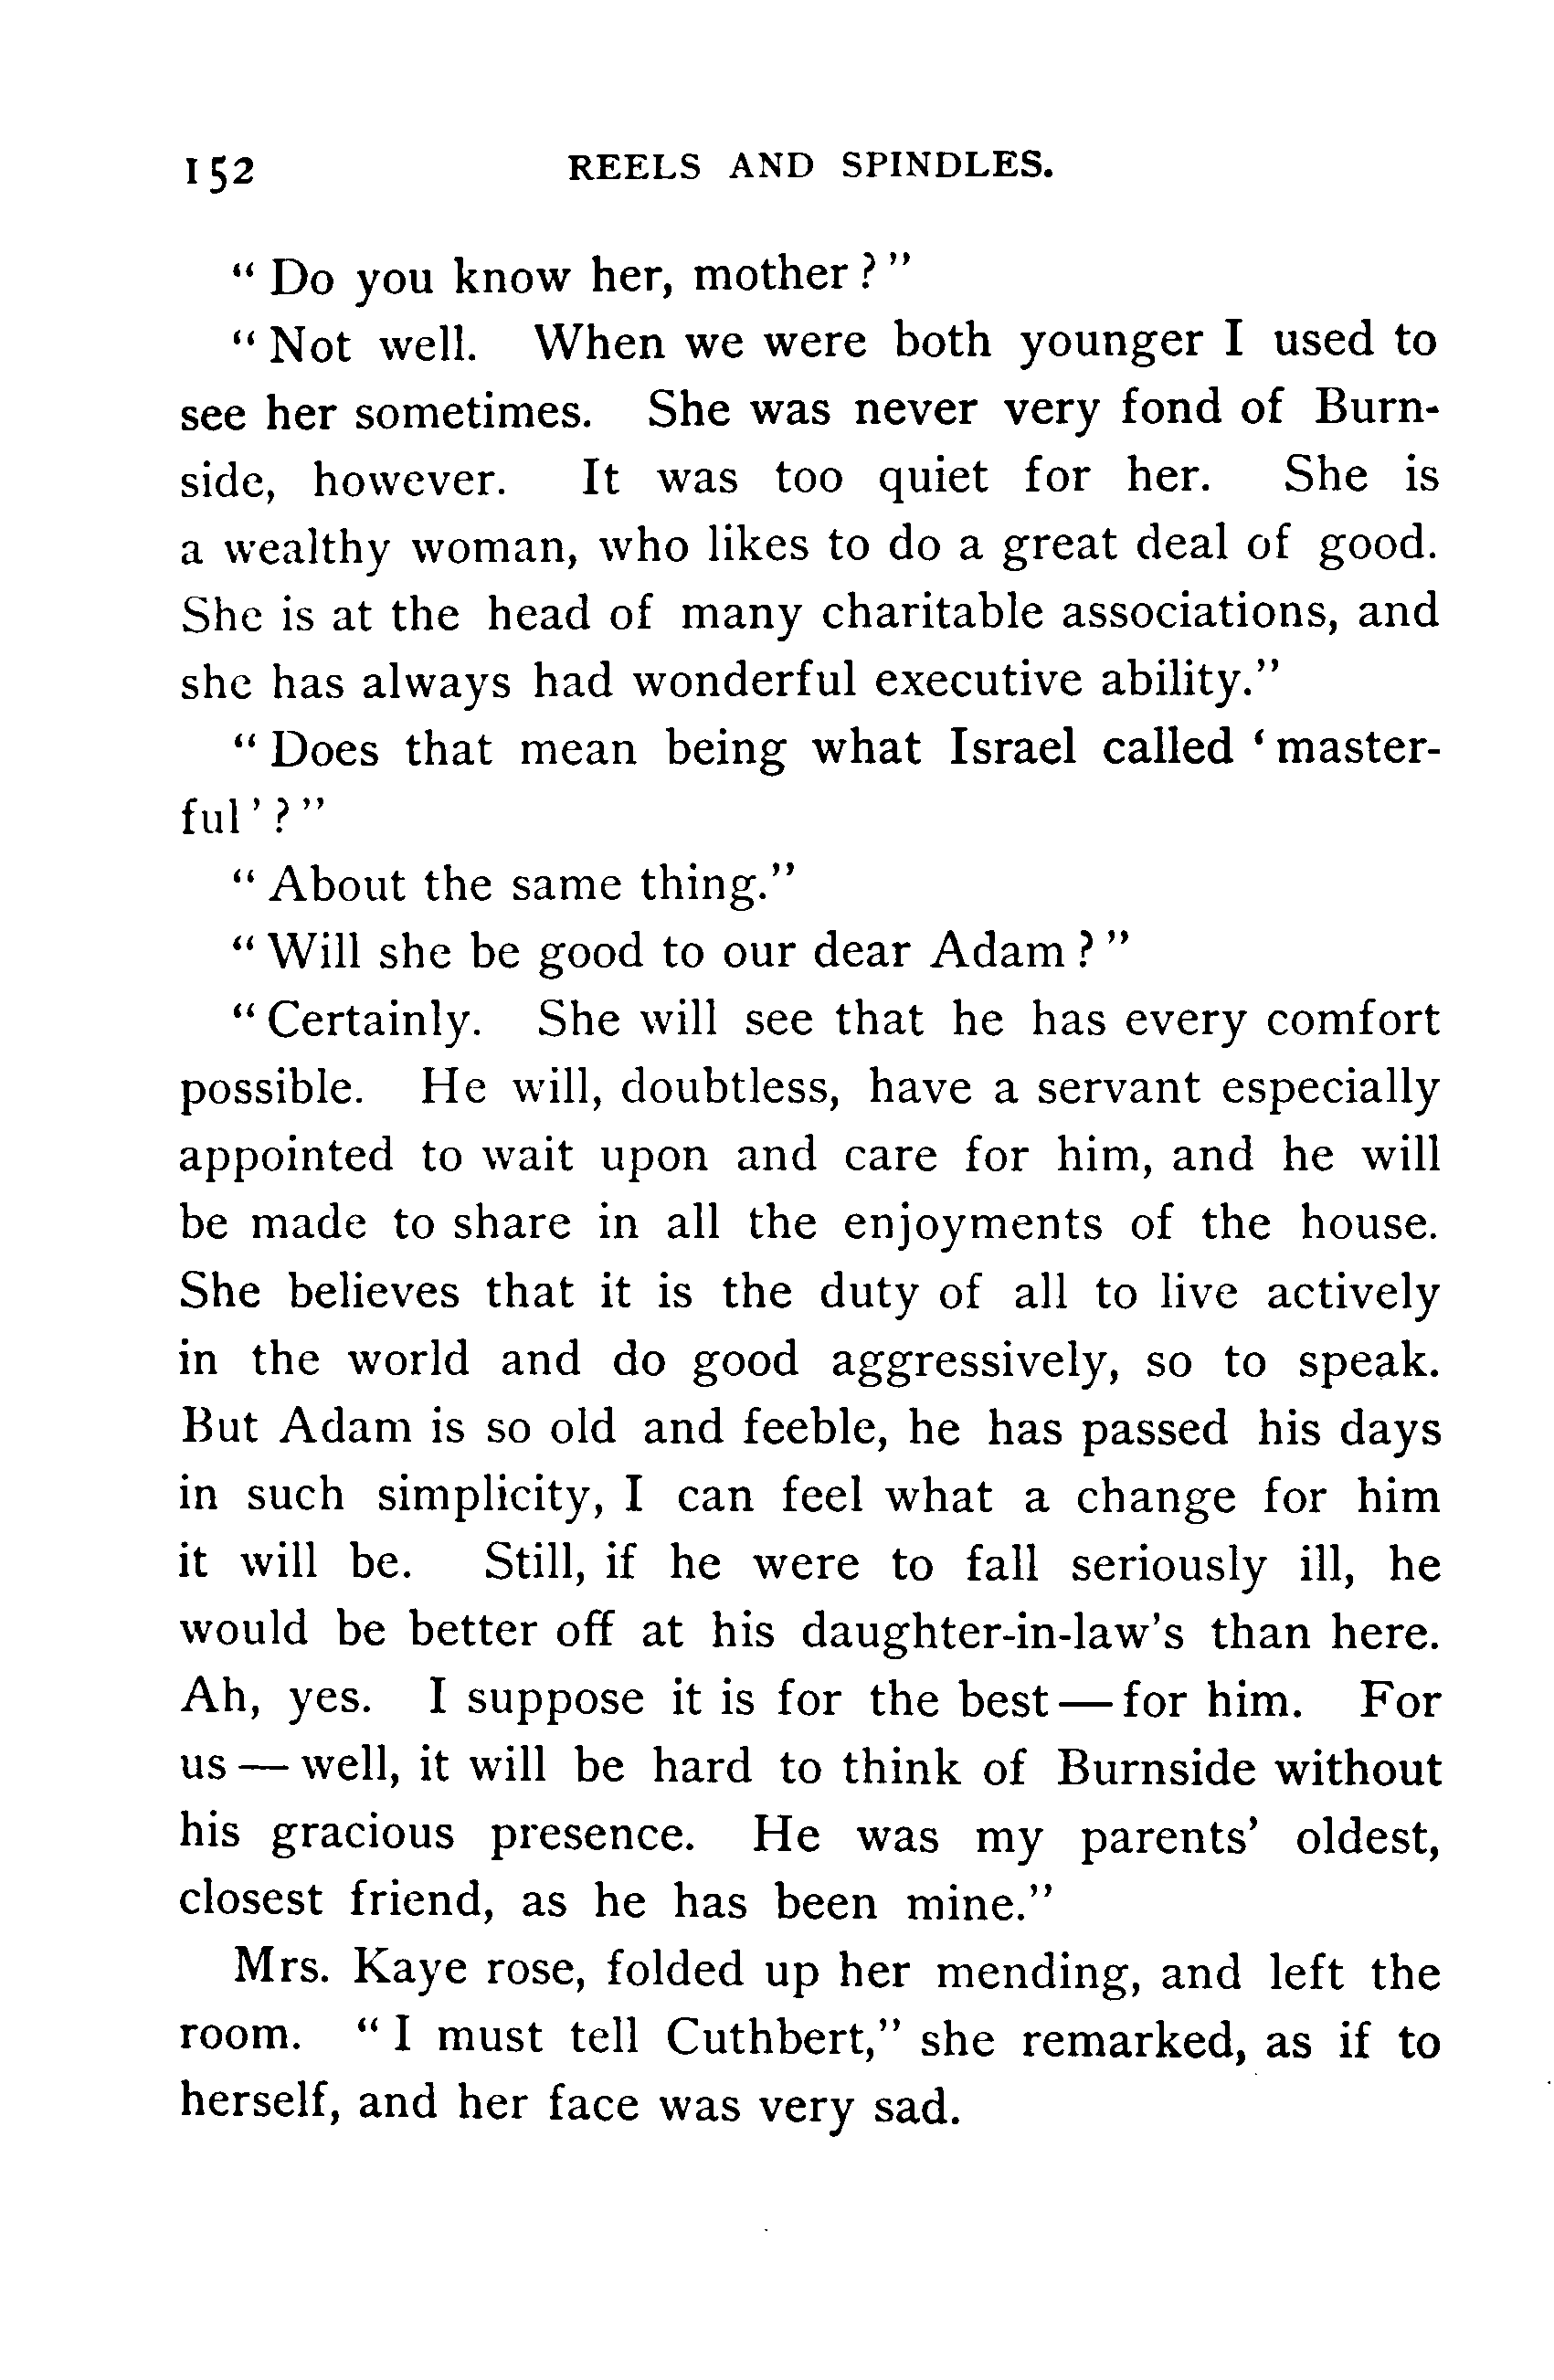 152 REELS AND SPINDLES.
“ Do you know her, mother ? ”
“ Not well. When we were both younger I used to
see her sometimes. She was never very fond of Burn-
side, however. It was too quiet for her. She is
a wealthy woman, who likes to do a great deal of good.
She is at the head of many charitable associations, and
she has always had wonderful executive ability.”
“ Does that mean being what Israel called ‘ master-
ful ’ ? ”
“ About the same thing.”
“ Will she be good to our dear Adam ? ”
“ Certainly. She will see that he has every comfort
possible. He will, doubtless, have a servant especially
appointed to wait upon and care for him, and he will
be made to share in all the enjoyments of the house.
She believes that it is the duty of all to live actively
in the world and do good aggressively, so to speak.
But Adam is so old and feeble, he has passed his days
in such simplicity, I can feel what a change for him
it will be. Still, if he were to fall seriously ill, he
would be better off at his daughter-in-law’s than here.
Ah, yes. I suppose it is for the best — for him. For
us — well, it will be hard to think of Burnside without
his gracious presence. He was my parents’ oldest,
closest friend, as he has been mine.”
Mrs. Kaye rose, folded up her mending, and left the
room. “ I must tell Cuthbert,” she remarked, as if to
herself, and her face was very sad.